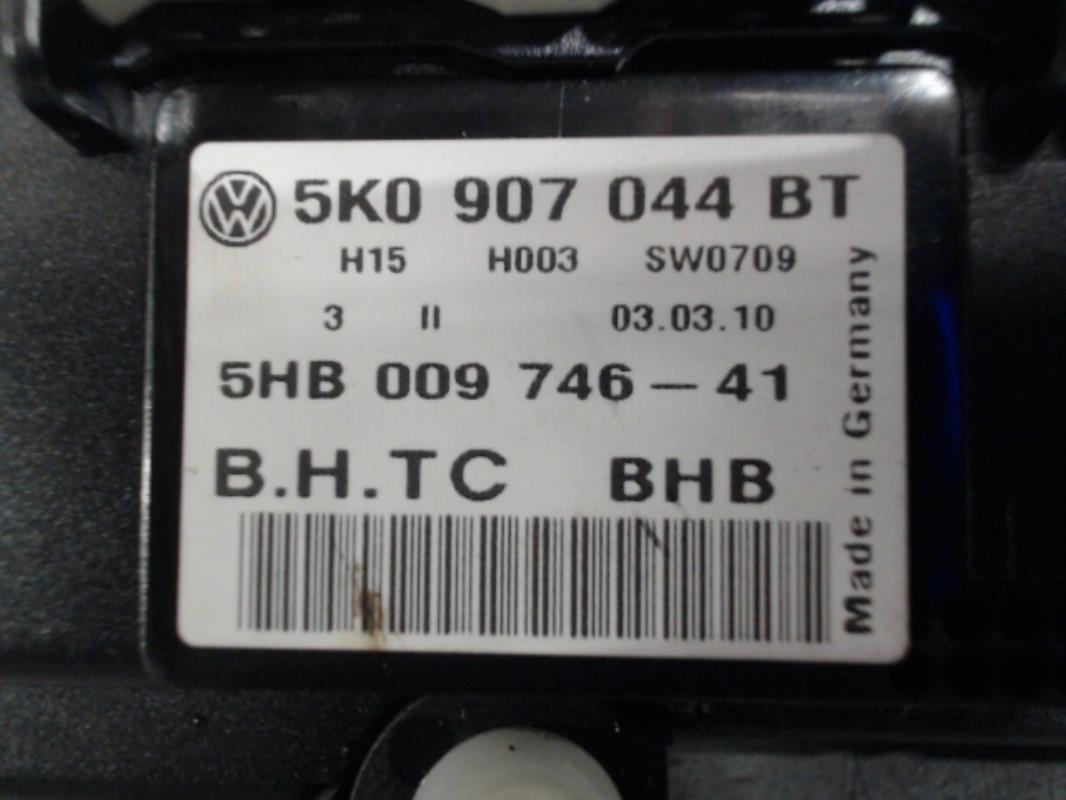 5K0 907 044 BT
H15 H003 SW0709
3 II 03.03.10
5HB 009 746-41
B.H.TC BHB
Made in Germany